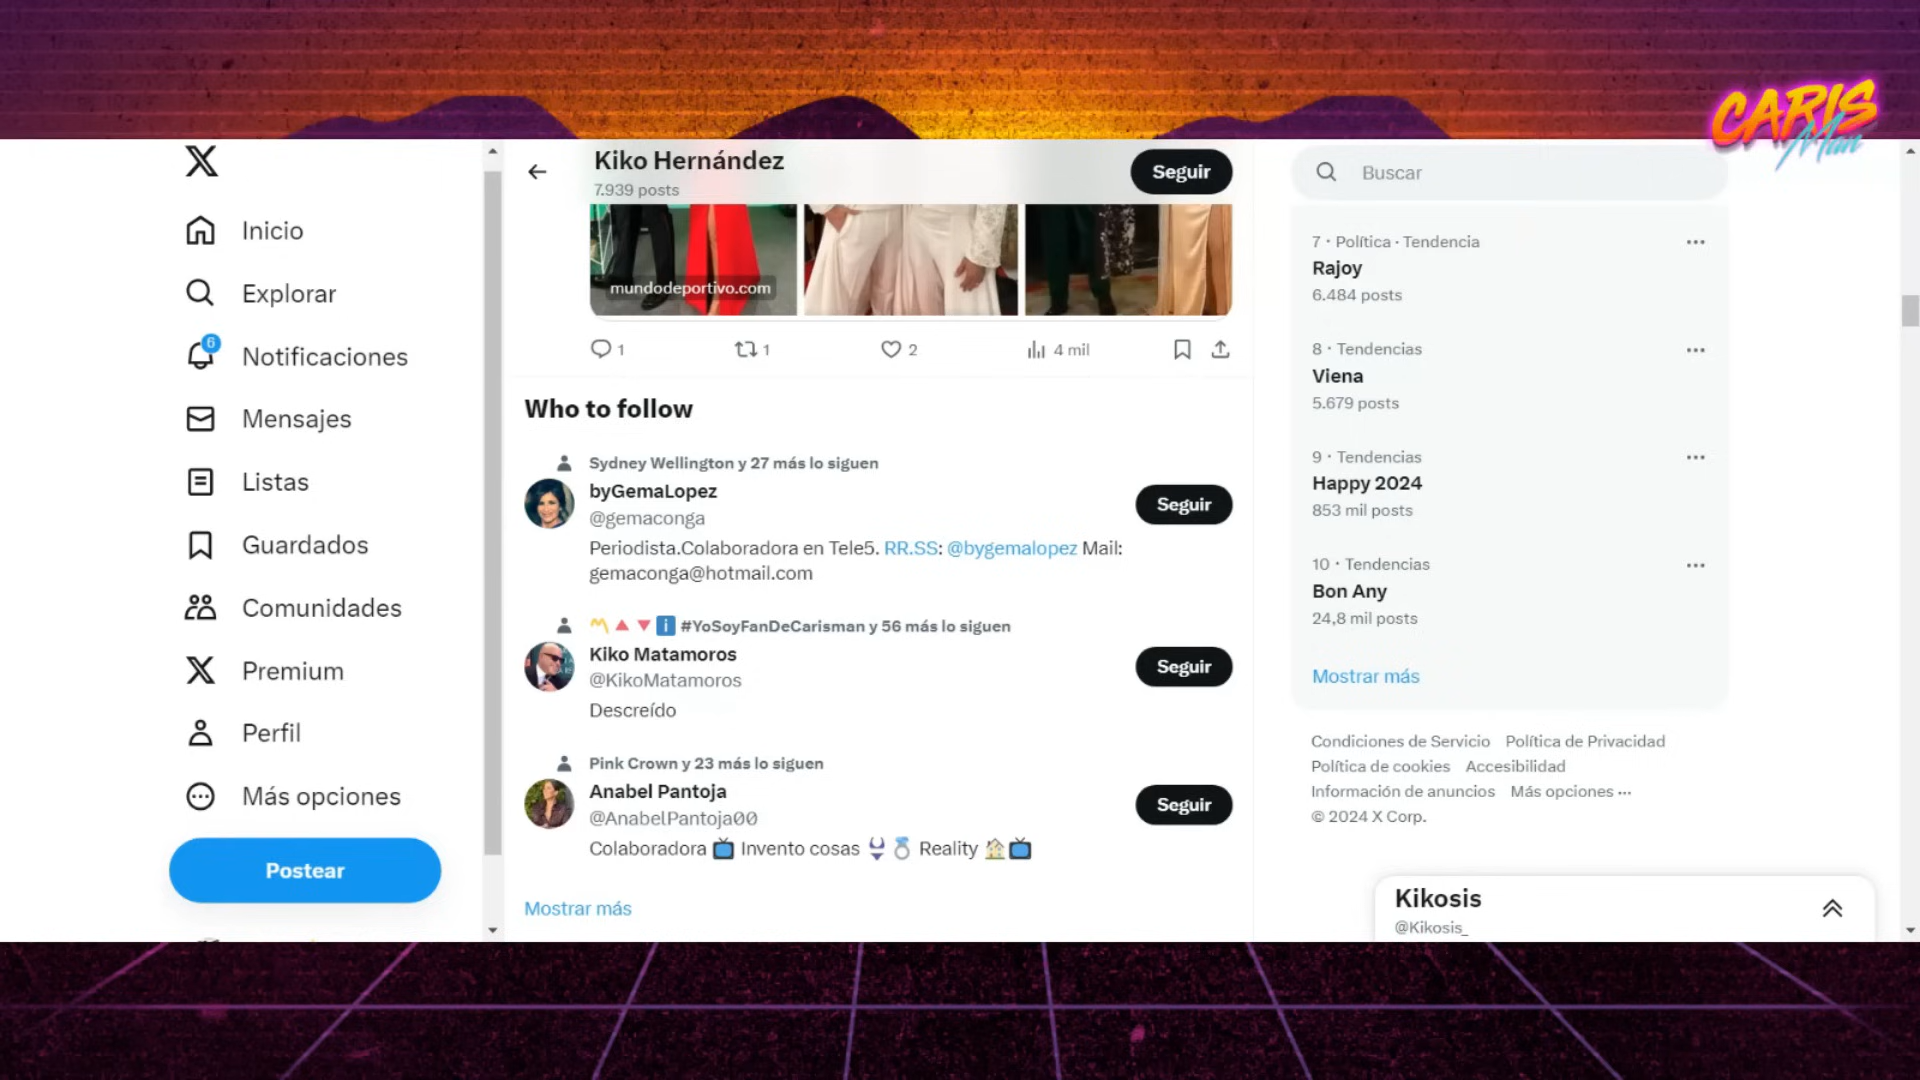 CARIS
Man
Kiko Hernández
7.939 posts
Seguir
Buscar
Inicio
Explorar
6
Notificaciones
Mensajes
Listas
Guardados
Comunidades
Premium
Perfil
Más opciones
Postear
mundodeportivo.com
1
1
2
4 mil
Who to follow
Sydney Wellington y 27 más lo siguen
byGemaLopez
@gemaconga
Seguir
Periodista.Colaboradora en Tele5. RR.SS: @bygemalopez Mail:
gemaconga@hotmail.com
#YoSoyFanDeCarisman y 56 más lo siguen
Kiko Matamoros
@KikoMatamoros
Seguir
Descreído
Pink Crown y 23 más lo siguen
Anabel Pantoja
@AnabelPantoja00
Seguir
Colaboradora 📺 Invento cosas 👙 💍 Reality 🏠📺
Mostrar más
7 · Política · Tendencia
Rajoy
6.484 posts
8 · Tendencias
Viena
5.679 posts
9 · Tendencias
Happy 2024
853 mil posts
10 · Tendencias
Bon Any
24,8 mil posts
Mostrar más
Condiciones de Servicio Política de Privacidad
Política de cookies Accesibilidad
Información de anuncios Más opciones ···
© 2024 X Corp.
Kikosis
@Kikosis_